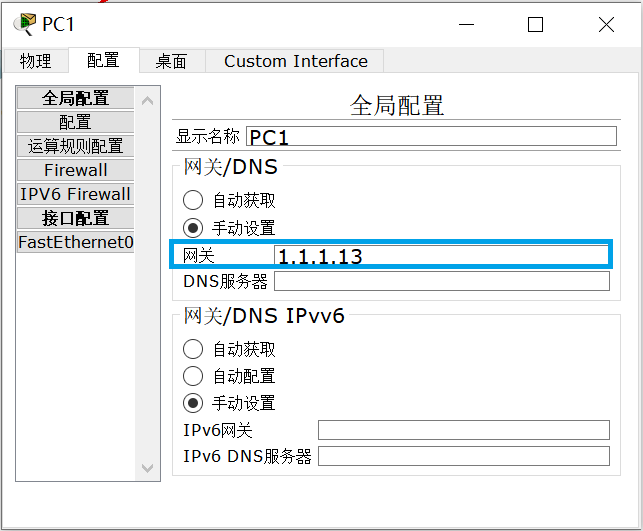 PC1
物理 配置 桌面 Custom Interface
全局配置
配置
运算规则配置
Firewall
IPV6 Firewall
接口配置
FastEthernet0
全局配置
显示名称 PC1
网关/DNS
自动获取
手动设置
网关 1.1.1.13
DNS服务器
网关/DNS IPvv6
自动获取
自动配置
手动设置
IPv6网关
IPv6 DNS服务器